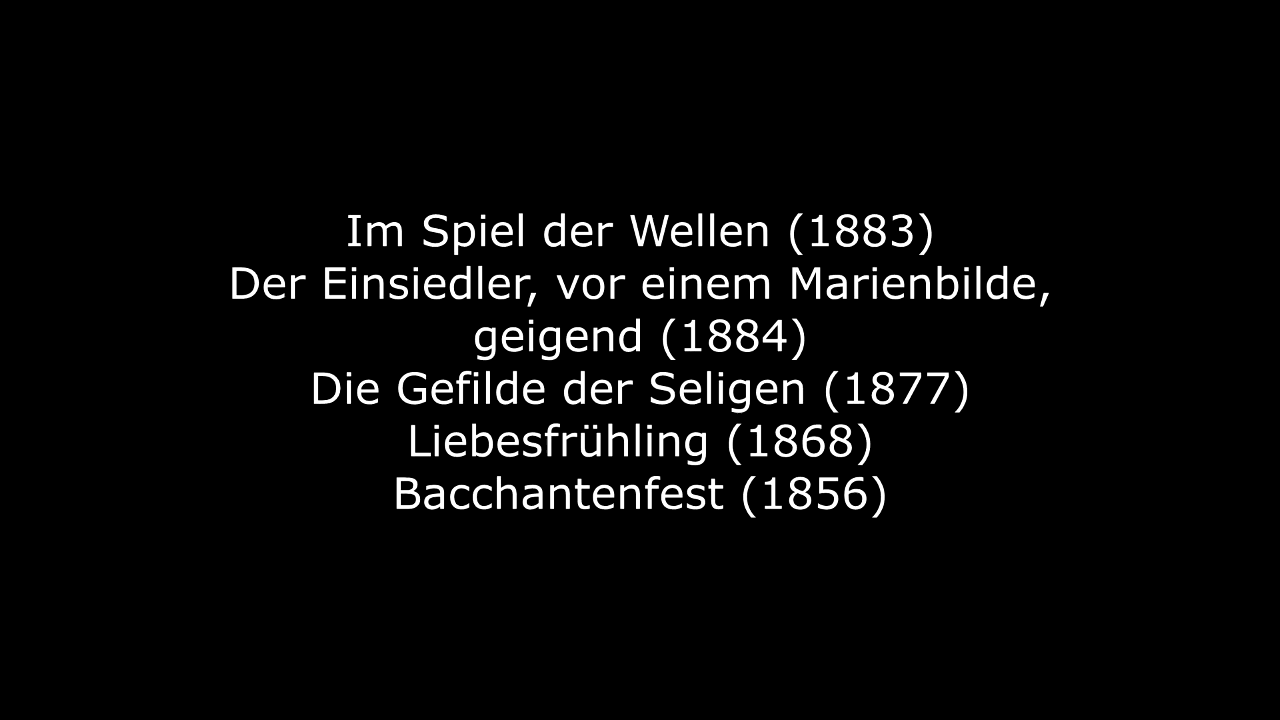 Im Spiel der Wellen (1883)
Der Einsiedler, vor einem Marienbilde,
geigend (1884)
Die Gefilde der Seligen (1877)
Liebesfrühling (1868)
Bacchantenfest (1856)